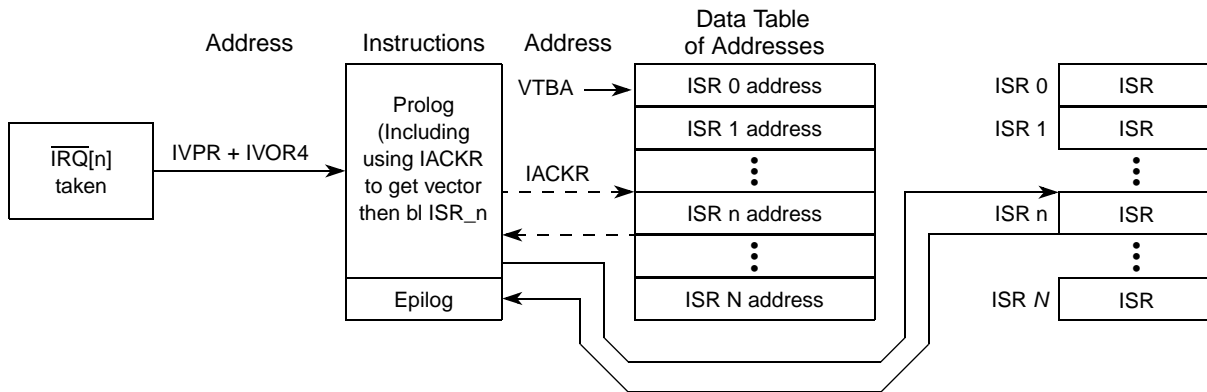 Address
Instructions
Address
Data Table
of Addresses
IRQ[n]
taken
IVPR + IVOR4
Prolog
(Including
using IACKR
to get vector
then bl ISR_n
Epilog
VTBA
IACKR
ISR 0 address
ISR 1 address
ISR n address
ISR N address
ISR 0
ISR
ISR 1
ISR
ISR n
ISR
ISR N
ISR